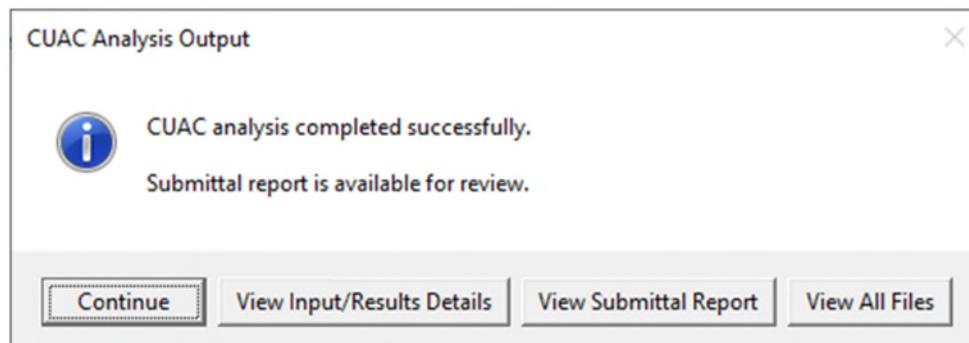 CUAC Analysis Output
CUAC analysis completed successfully.
Submittal report is available for review.
Continue
View Input/Results Details
View Submittal Report
View All Files